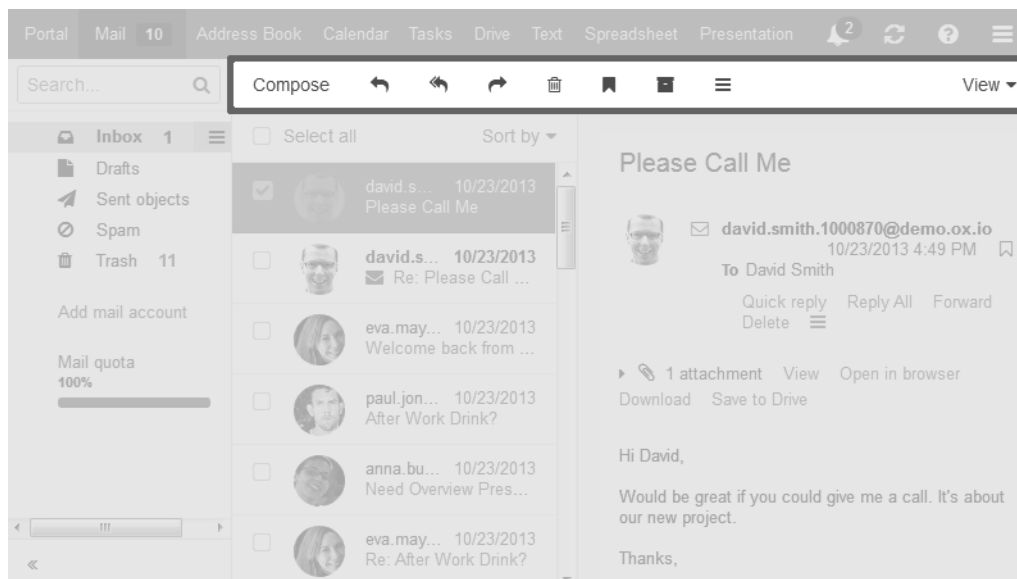 Portal Mail 10 Address Book Calendar Tasks Drive Text Spreadsheet Presentation 2
Search...
Compose View
Inbox 1
Drafts
Sent objects
Spam
Trash 11
Add mail account
Mail quota
100%
Select all Sort by
david.s... 10/23/2013
Please Call Me
david.s... 10/23/2013
Re: Please Call ...
eva.may... 10/23/2013
Welcome back from ...
paul.jon... 10/23/2013
After Work Drink?
anna.bu... 10/23/2013
Need Overview Pres...
eva.may... 10/23/2013
Re: After Work Drink?
Please Call Me
david.smith.1000870@demo.ox.io
10/23/2013 4:49 PM
To David Smith
Quick reply Reply All Forward
Delete
1 attachment View Open in browser
Download Save to Drive
Hi David,
Would be great if you could give me a call. It's about
our new project.
Thanks,